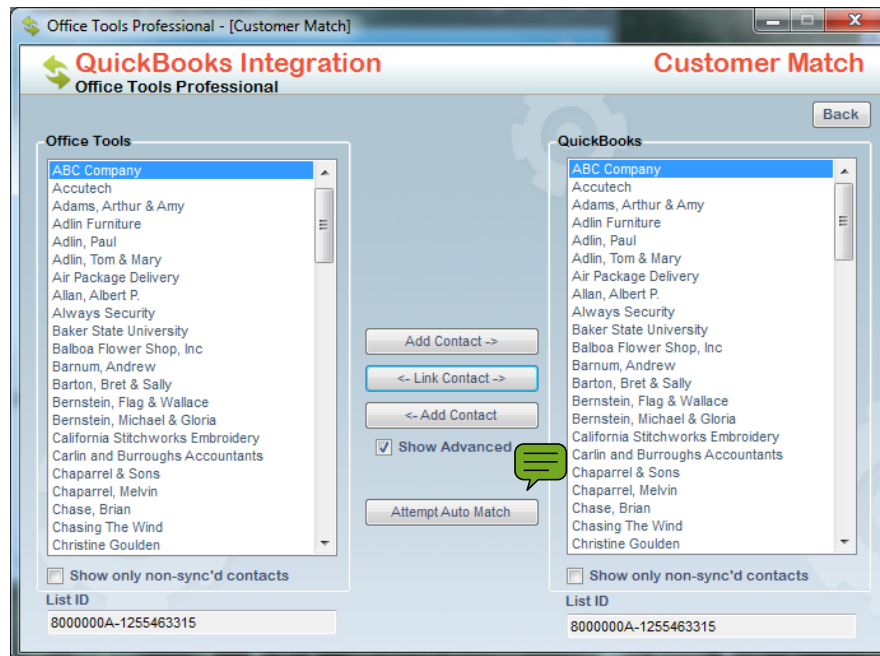 Office Tools Professional - [Customer Match]
QuickBooks Integration
Customer Match
Office Tools Professional
Back
Office Tools
ABC Company
Accutech
Adams, Arthur & Amy
Adlin Furniture
Adlin, Paul
Adlin, Tom & Mary
Air Package Delivery
Allan, Albert P.
Always Security
Baker State University
Balboa Flower Shop, Inc
Barnum, Andrew
Barton, Bret & Sally
Bernstein, Flag & Wallace
Bernstein, Michael & Gloria
California Stitchworks Embroidery
Carlin and Burroughs Accountants
Chaparrel & Sons
Chaparrel, Melvin
Chase, Brian
Chasing The Wind
Christine Goulden
Show only non-sync'd contacts
List ID
8000000A-1255463315
Add Contact ->
<- Link Contact ->
<- Add Contact
Show Advanced
Attempt Auto Match
QuickBooks
ABC Company
Accutech
Adams, Arthur & Amy
Adlin Furniture
Adlin, Paul
Adlin, Tom & Mary
Air Package Delivery
Allan, Albert P.
Always Security
Baker State University
Balboa Flower Shop, Inc
Barnum, Andrew
Barton, Bret & Sally
Bernstein, Flag & Wallace
Bernstein, Michael & Gloria
California Stitchworks Embroidery
Carlin and Burroughs Accountants
Chaparrel & Sons
Chaparrel, Melvin
Chase, Brian
Chasing The Wind
Christine Goulden
Show only non-sync'd contacts
List ID
8000000A-1255463315